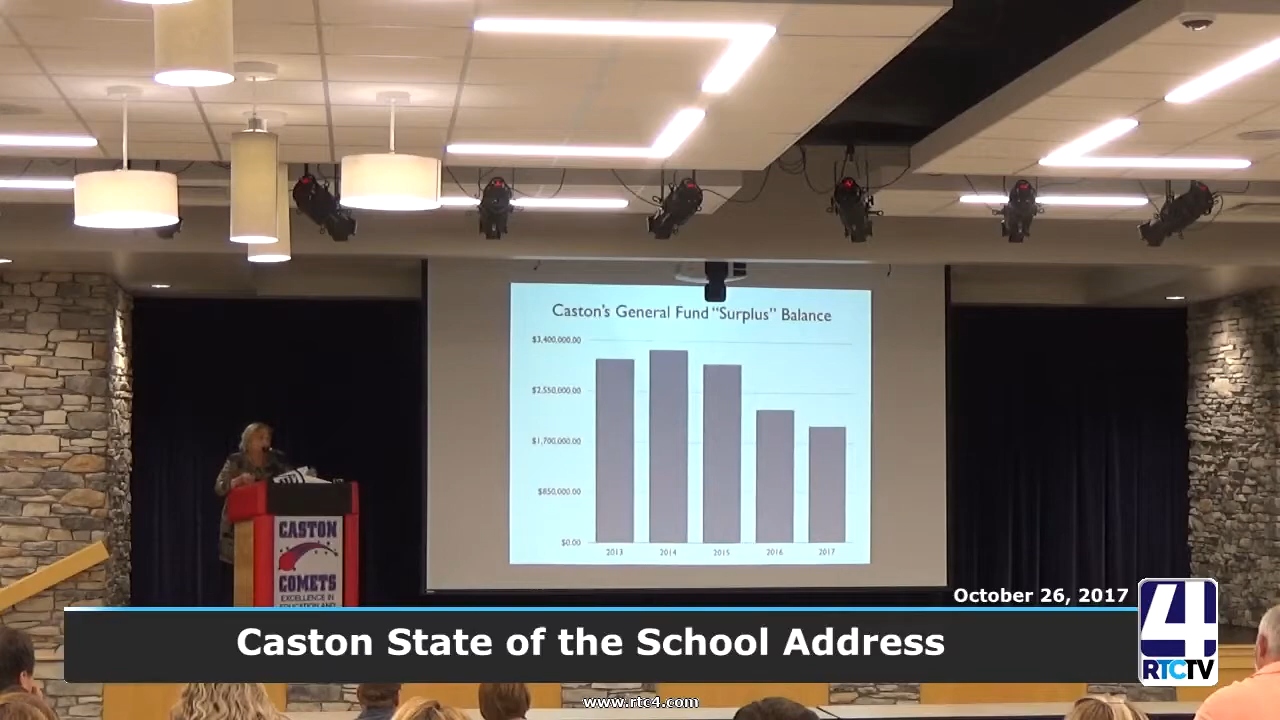 Caston's General Fund "Surplus" Balance
$3,400,000.00
$2,550,000.00
$1,700,000.00
$850,000.00
$0.00
2013 2014 2015 2016 2017
CASTON
COMETS
EXCELLENCE IN
EDUCATION AND
October 26, 2017
Caston State of the School Address
4
RTCTV
www.rtc4.com